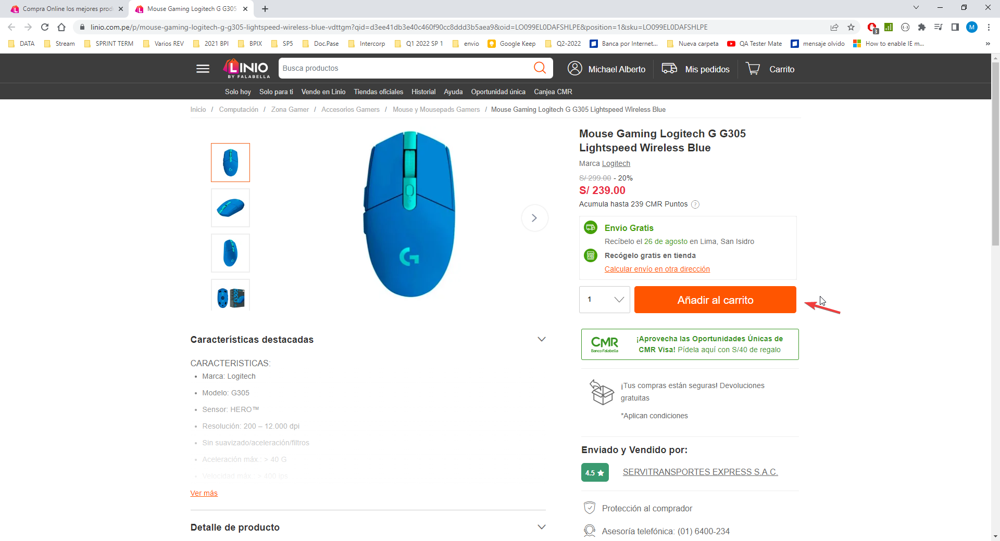 Compra Online los mejores prod
Mouse Gaming Logitech G G305
linio.com.pe/p/mouse-gaming-logitech-g-g305-lightspeed-wireless-blue-vdttgm?qid=d3ee41db3e40c460f90cc8ddd3b5aea9&oid=LO099EL0DAFSHLPE&position=1&sku=LO099EL0DAFSHLPE
3
M
DATA
Stream
SPRINT TERM
Varios REV
2021 BPI
BPIX
SP5
Doc.Pase
Intercorp
Q1 2022 SP 1
envio
Google Keep
Q2-2022
Banca por Internet...
Nueva carpeta
QA Tester Mate
mensaje olvido
How to enable IE m...
»
LINIO
BY FALABELLA
Busca productos
Michael Alberto
Mis pedidos
Carrito
Solo hoy
Solo para ti
Vende en Linio
Tiendas oficiales
Historial
Ayuda
Oportunidad única
Canjea CMR
Inicio / Computación / Zona Gamer / Accesorios Gamers / Mouse y Mousepads Gamers / Mouse Gaming Logitech G G305 Lightspeed Wireless Blue
G305
Mouse Gaming Logitech G G305
Lightspeed Wireless Blue
Marca Logitech
S/ 299.00 - 20%
S/ 239.00
Acumula hasta 239 CMR Puntos ?
Envío Gratis
Recíbelo el 26 de agosto en Lima, San Isidro
Recógelo gratis en tienda
Calcular envío en otra dirección
1
Añadir al carrito
CMR
Banco Falabella
¡Aprovecha las Oportunidades Únicas de
CMR Visa! Pídela aquí con S/40 de regalo
¡Tus compras están seguras! Devoluciones
gratuitas
*Aplican condiciones
Enviado y Vendido por:
4.5 ★
SERVITRANSPORTES EXPRESS S.A.C.
Protección al comprador
Asesoría telefónica: (01) 6400-234
Características destacadas
CARACTERISTICAS:
• Marca: Logitech
• Modelo: G305
• Sensor: HERO™
• Resolución: 200 – 12.000 dpi
• Sin suavizado/aceleración/filtros
• Aceleración máx.: > 40 G
• Velocidad máx.: > 400 ips
Ver más
Detalle de producto